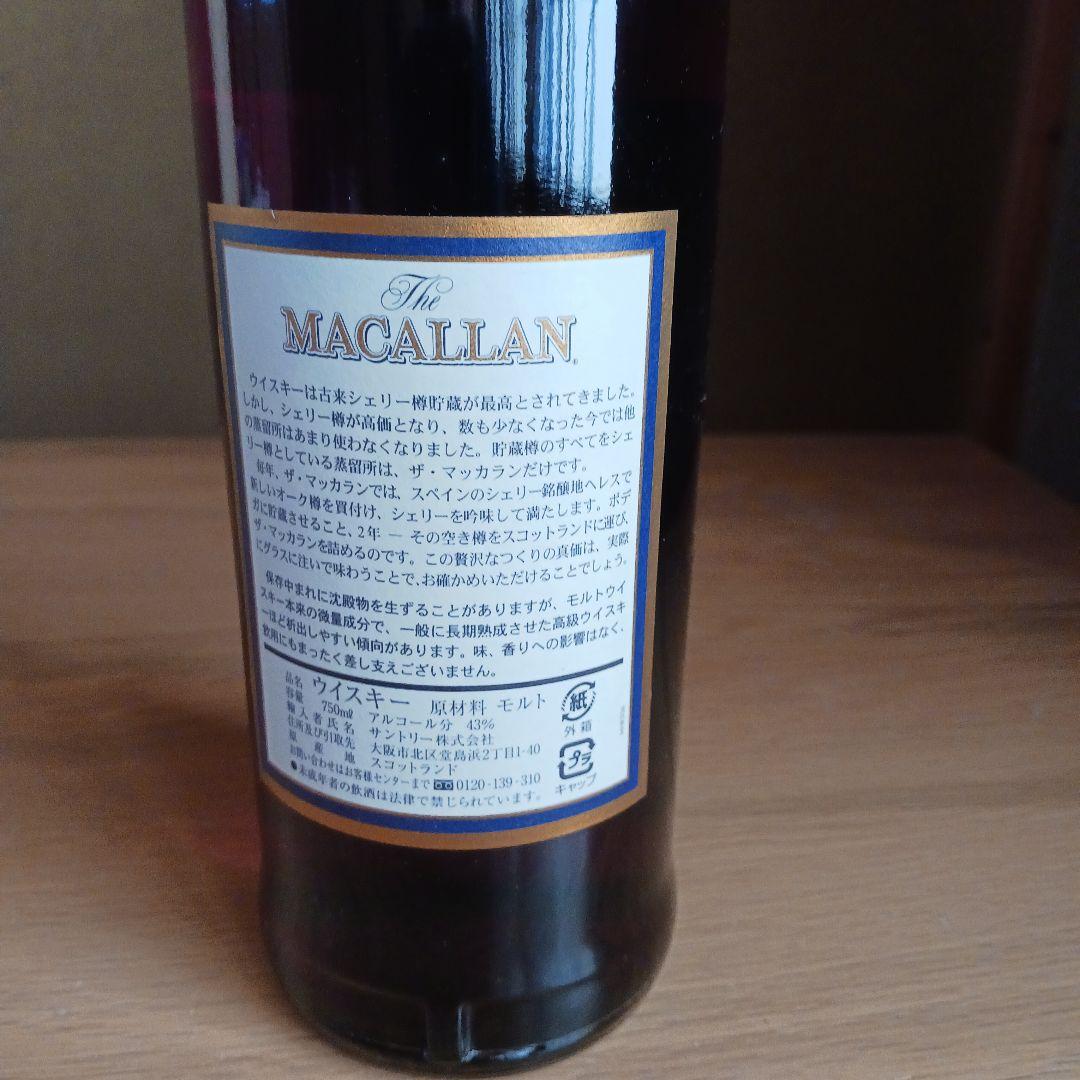 The
MACALLAN
ウイスキーは古来シェリー樽貯蔵が最高とされてきました。
しかし、シェリー樽が高価となり、数も少なくなった今では他
の蒸留所はあまり使わなくなりました。貯蔵樽のすべてをシェ
リー樽としている蒸留所は、ザ・マッカランだけです。
毎年、ザ・マッカランでは、スペインのシェリー銘醸地ヘレスで
新しいオーク樽を買付け、シェリーを吟味して満たします。ボデ
ガに貯蔵させること、2年 — その空き樽をスコットランドに運び、
ザ・マッカランを詰めるのです。この贅沢なつくりの真価は、実際
にグラスに注いで味わうことで、お確かめいただけることでしょう。
保存中まれに沈殿物を生ずることがありますが、モルトウイ
スキー本来の微量成分で、一般に長期熟成させた高級ウイスキ
ーほど析出しやすい傾向があります。味、香りへの影響はなく、
飲用にもまったく差し支えございません。
品名 ウイスキー 原材料 モルト
容量 750mℓ アルコール分 43%
輸入者氏名 サントリー株式会社
住所及び引取先 大阪市北区堂島浜2丁目1-40
原産地 スコットランド
お問い合わせはお客様センターまで 0120-139-310
●未成年者の飲酒は法律で禁じられています。
紙
外箱
プラ
キャップ